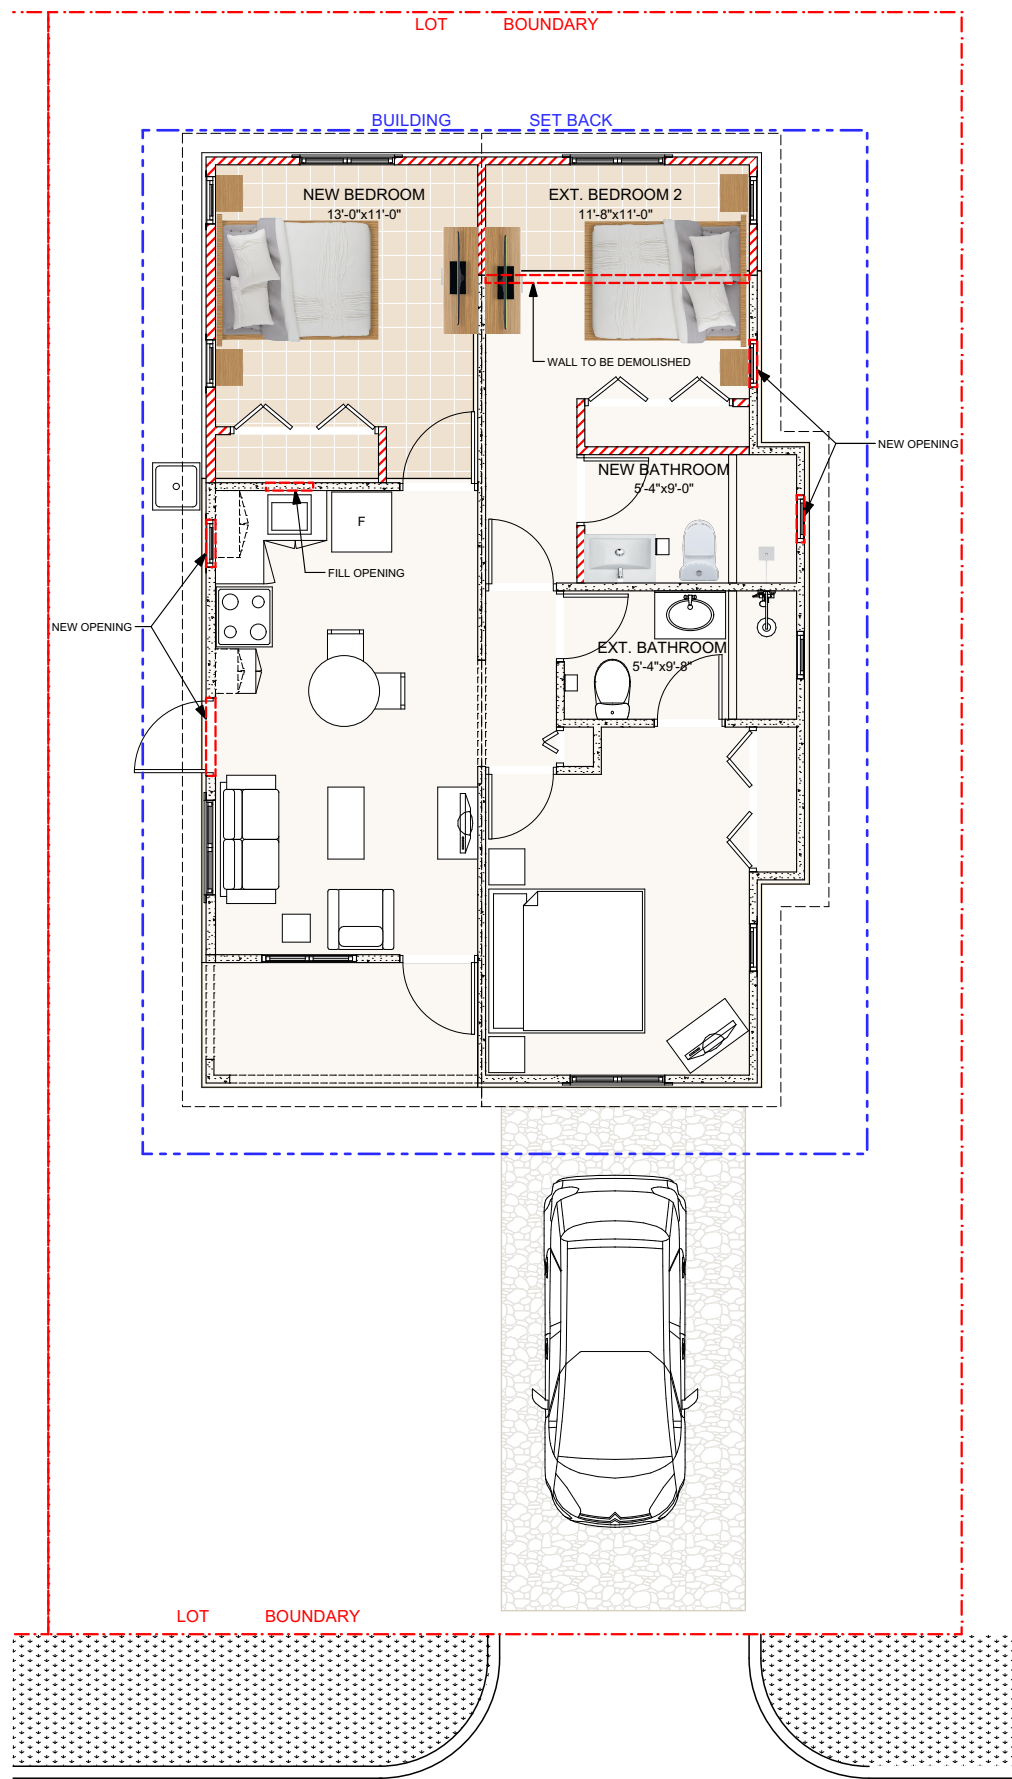 LOT BOUNDARY
BUILDING SET BACK
NEW BEDROOM
13'-0"x11'-0"
EXT. BEDROOM 2
11'-8"x11'-0"
WALL TO BE DEMOLISHED
NEW OPENING
NEW BATHROOM
5'-4"x9'-0"
F
FILL OPENING
NEW OPENING
EXT. BATHROOM
5'-4"x9'-8"
LOT BOUNDARY